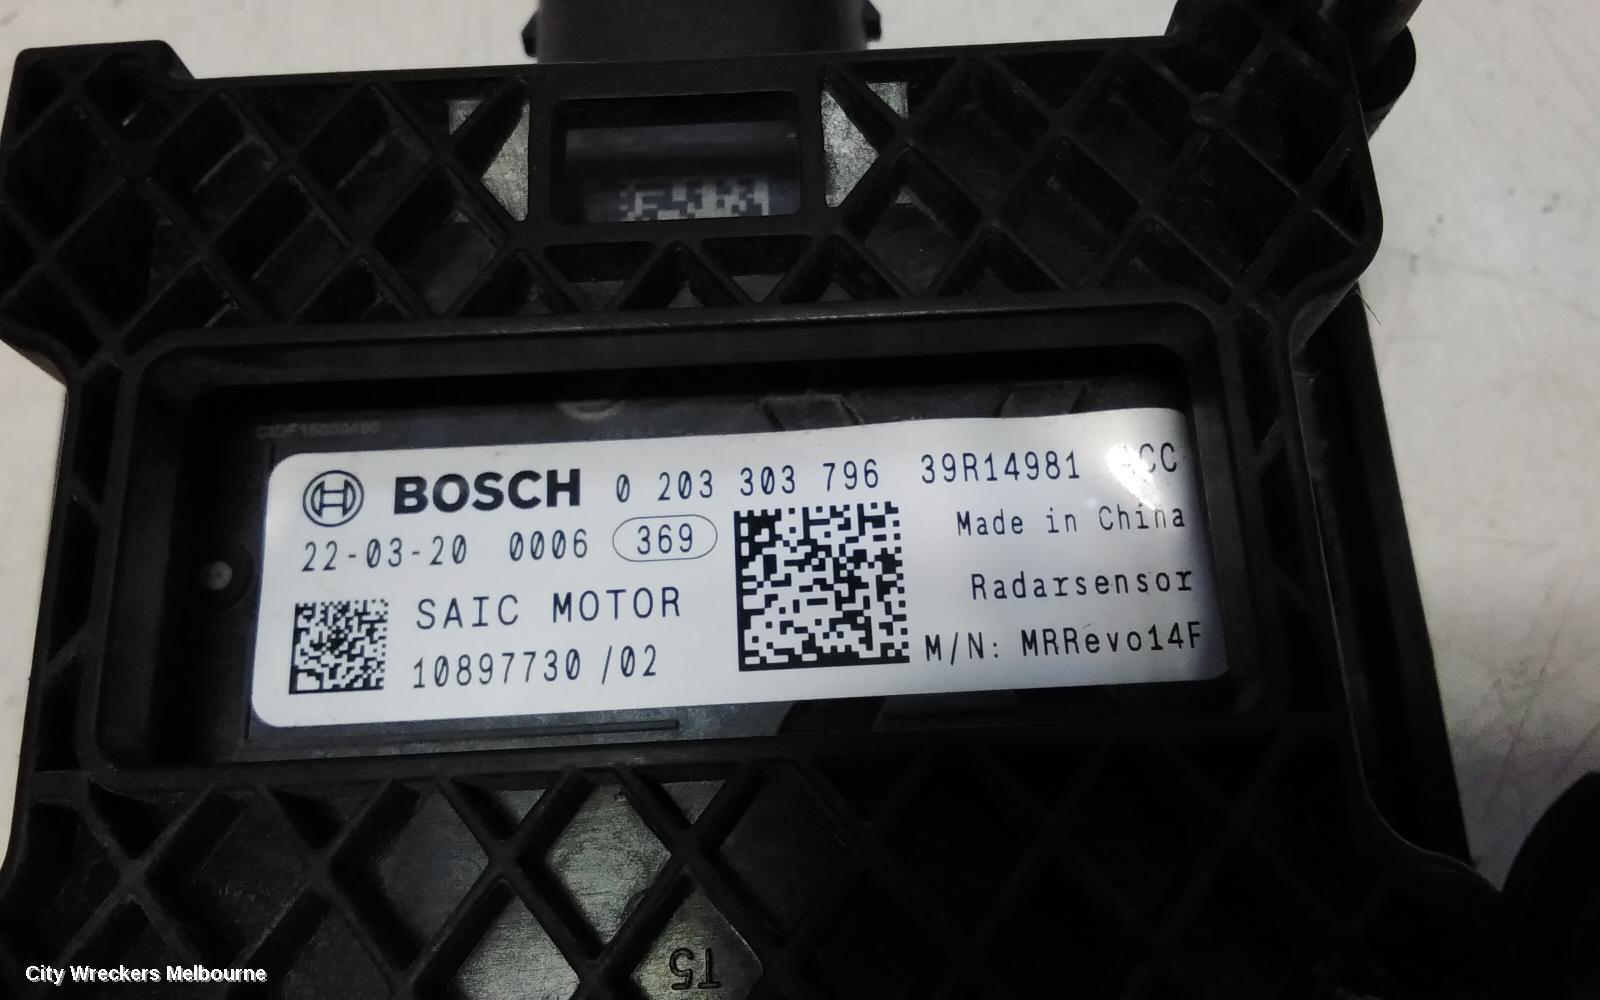 BOSCH 0 203 303 796 39R14981 ACC
22-03-20 0006 369 Made in China
Radarsensor
SAIC MOTOR
10897730 /02 M/N: MRRevo14F
T5
City Wreckers Melbourne